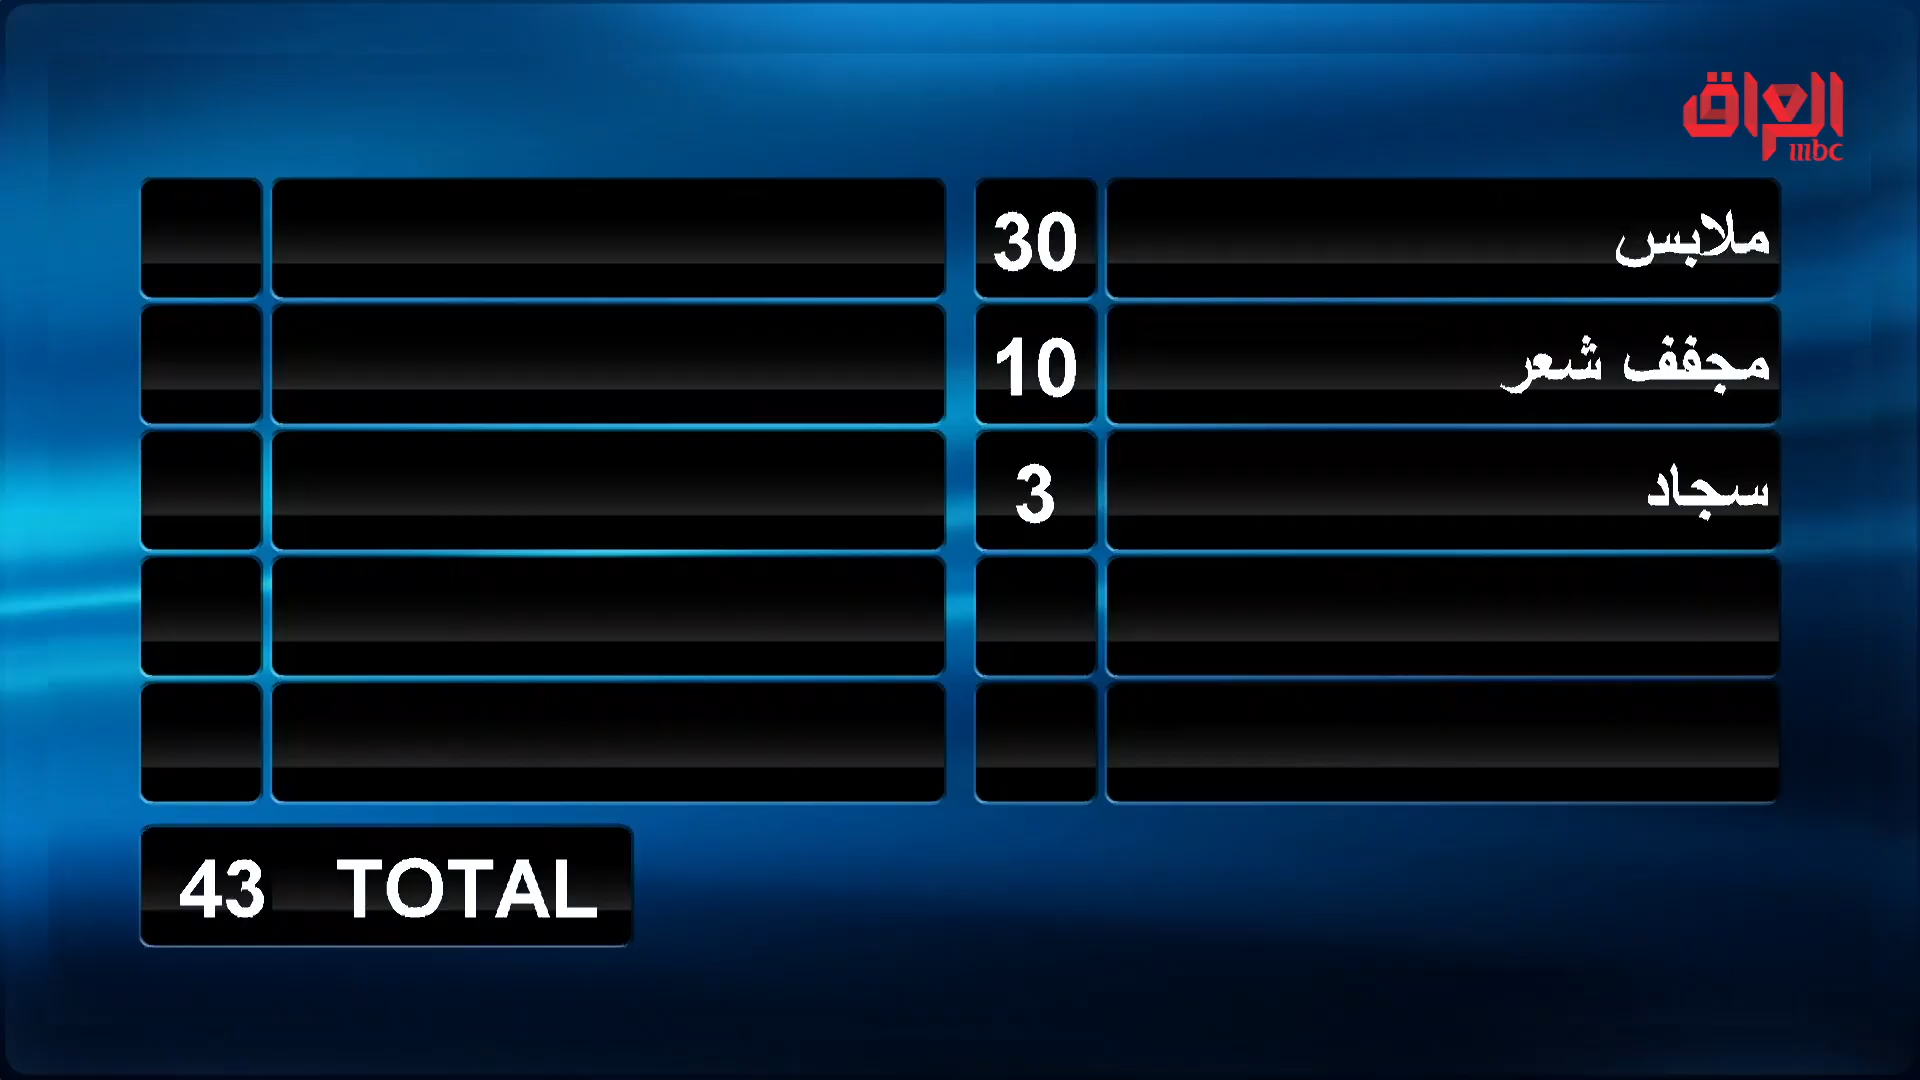 العراق
mbc
ملابس 30
مجفف شعر 10
سجاد 3
43 TOTAL